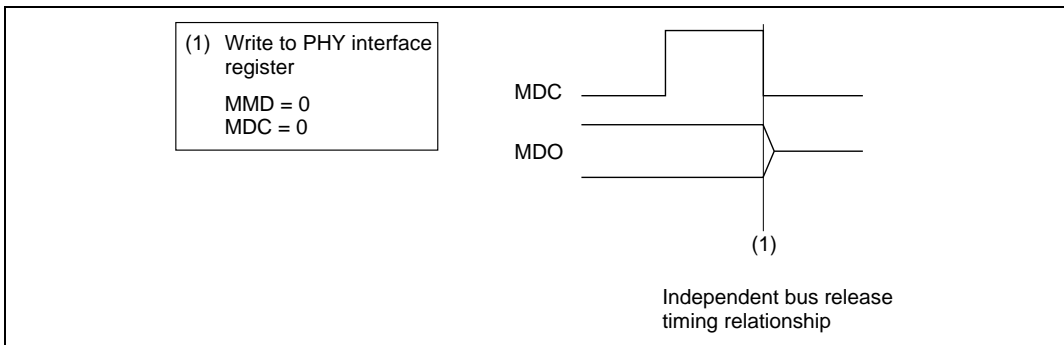 (1) Write to PHY interface
register
MMD = 0
MDC = 0
MDC
MDO
(1)
Independent bus release
timing relationship